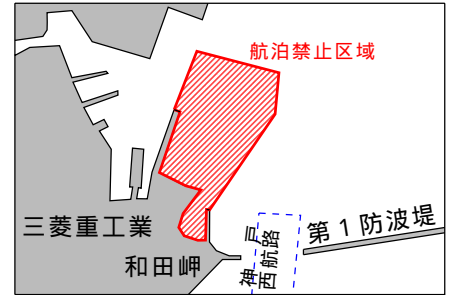 航泊禁止区域
三菱重工業
和田岬
神戸
西航路
第1防波堤